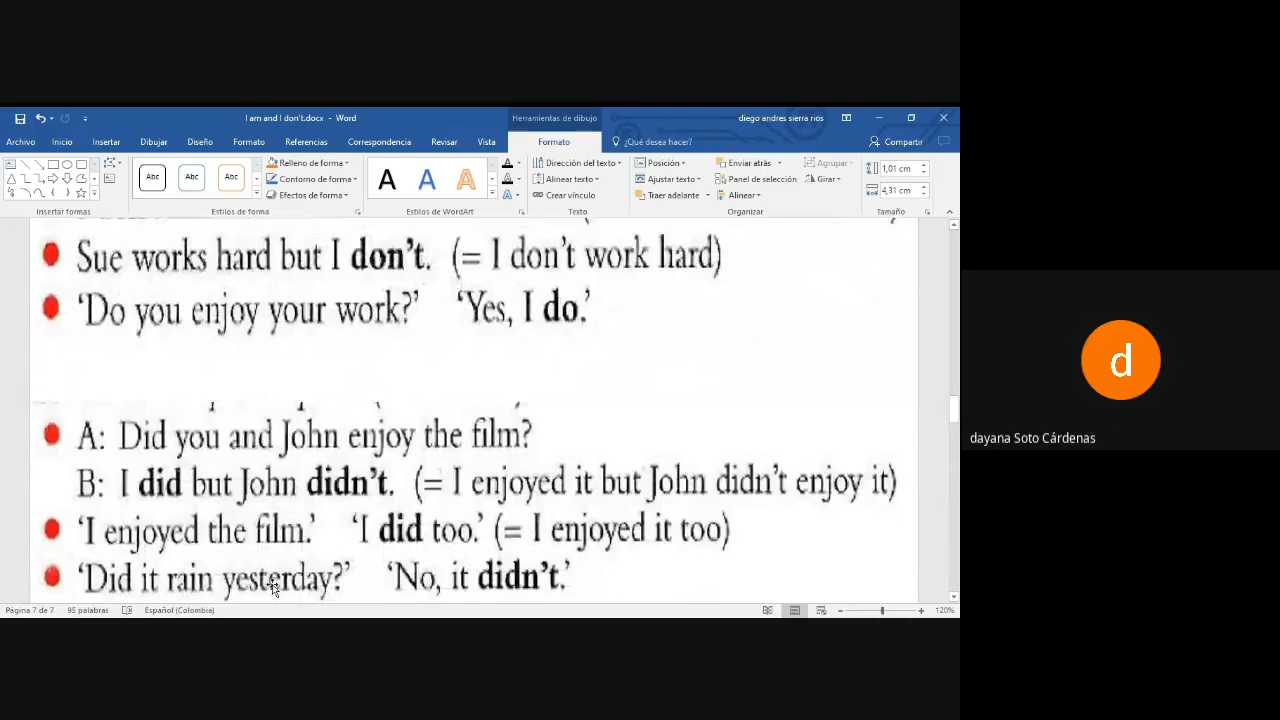 I am and I don't.docx - Word
Herramientas de dibujo
diego andres sierra rios
Archivo Inicio Insertar Dibujar Diseño Formato Referencias Correspondencia Revisar Vista Formato ¿Qué desea hacer? Compartir
Abc Abc Abc
Relleno de forma
Contorno de forma
Efectos de forma
A A A
Dirección del texto
Alinear texto
Crear vínculo
Posición
Ajustar texto
Traer adelante
Enviar atrás
Panel de selección
Alinear
Agrupar
Girar
1,01 cm
4,31 cm
Insertar formas Estilos de forma Estilos de WordArt Texto Organizar Tamaño
Sue works hard but I don't. (= I don't work hard)
'Do you enjoy your work?' 'Yes, I do.'
A: Did you and John enjoy the film?
B: I did but John didn't. (= I enjoyed it but John didn't enjoy it)
'I enjoyed the film.' 'I did too.' (= I enjoyed it too)
'Did it rain yesterday?' 'No, it didn't.'
Página 7 de 7 95 palabras Español (Colombia) 120%
d
dayana Soto Cárdenas